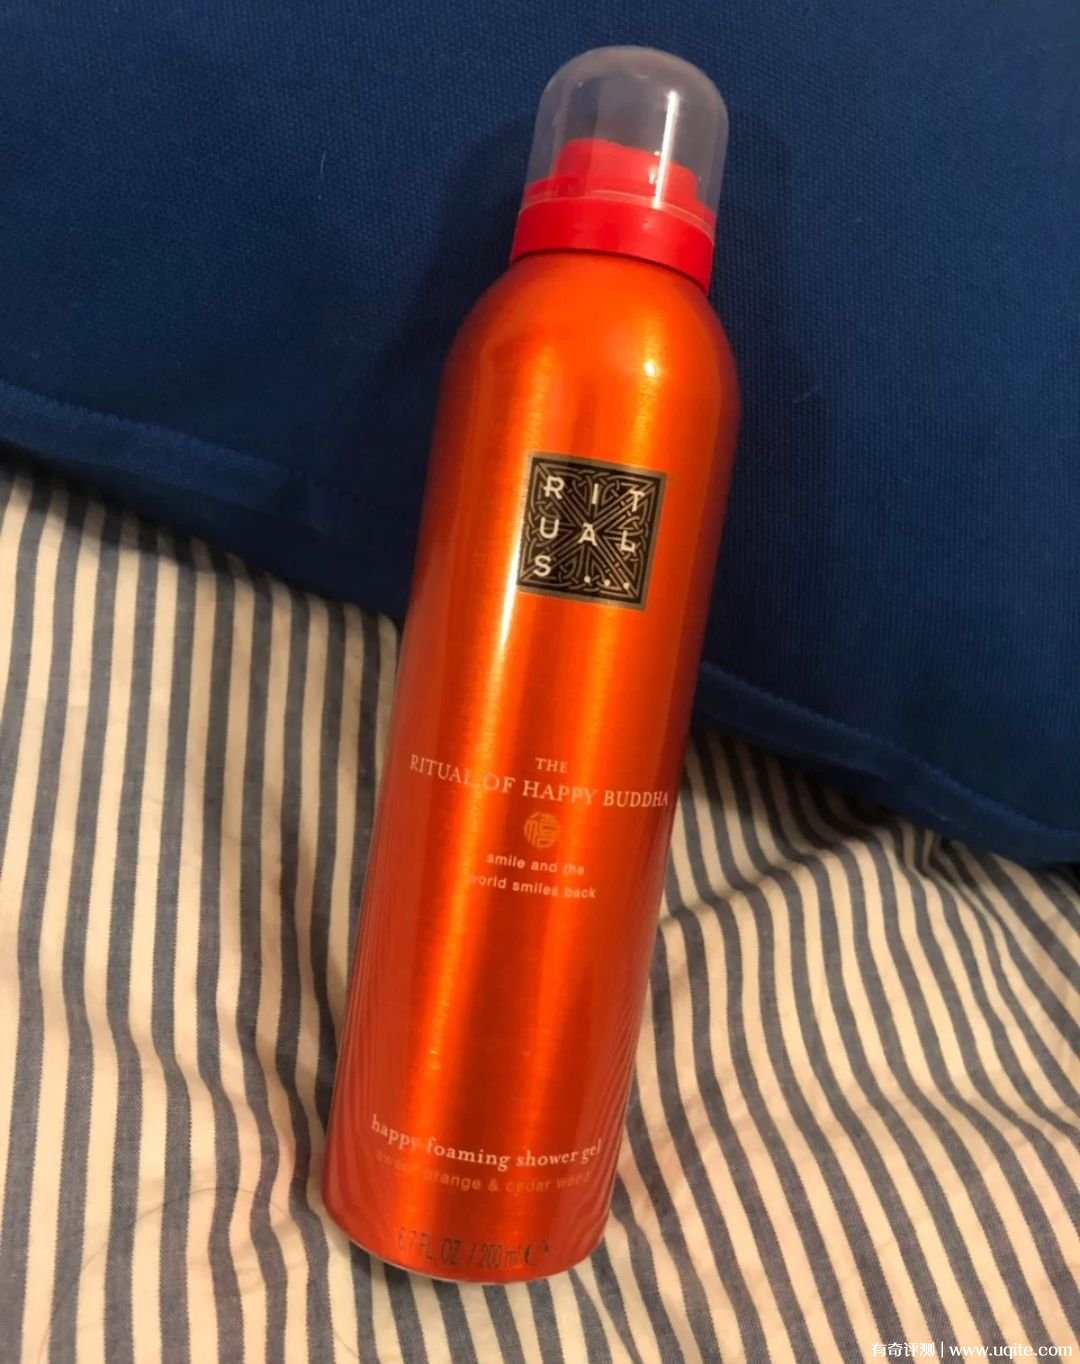 RIT
UAL
S...
THE
RITUAL OF HAPPY BUDDHA
smile and the
world smiles back
happy foaming shower gel
sweet orange & cedar wood
6.7 FL. OZ. / 200 ml ℮
有奇评测 | www.uqite.com